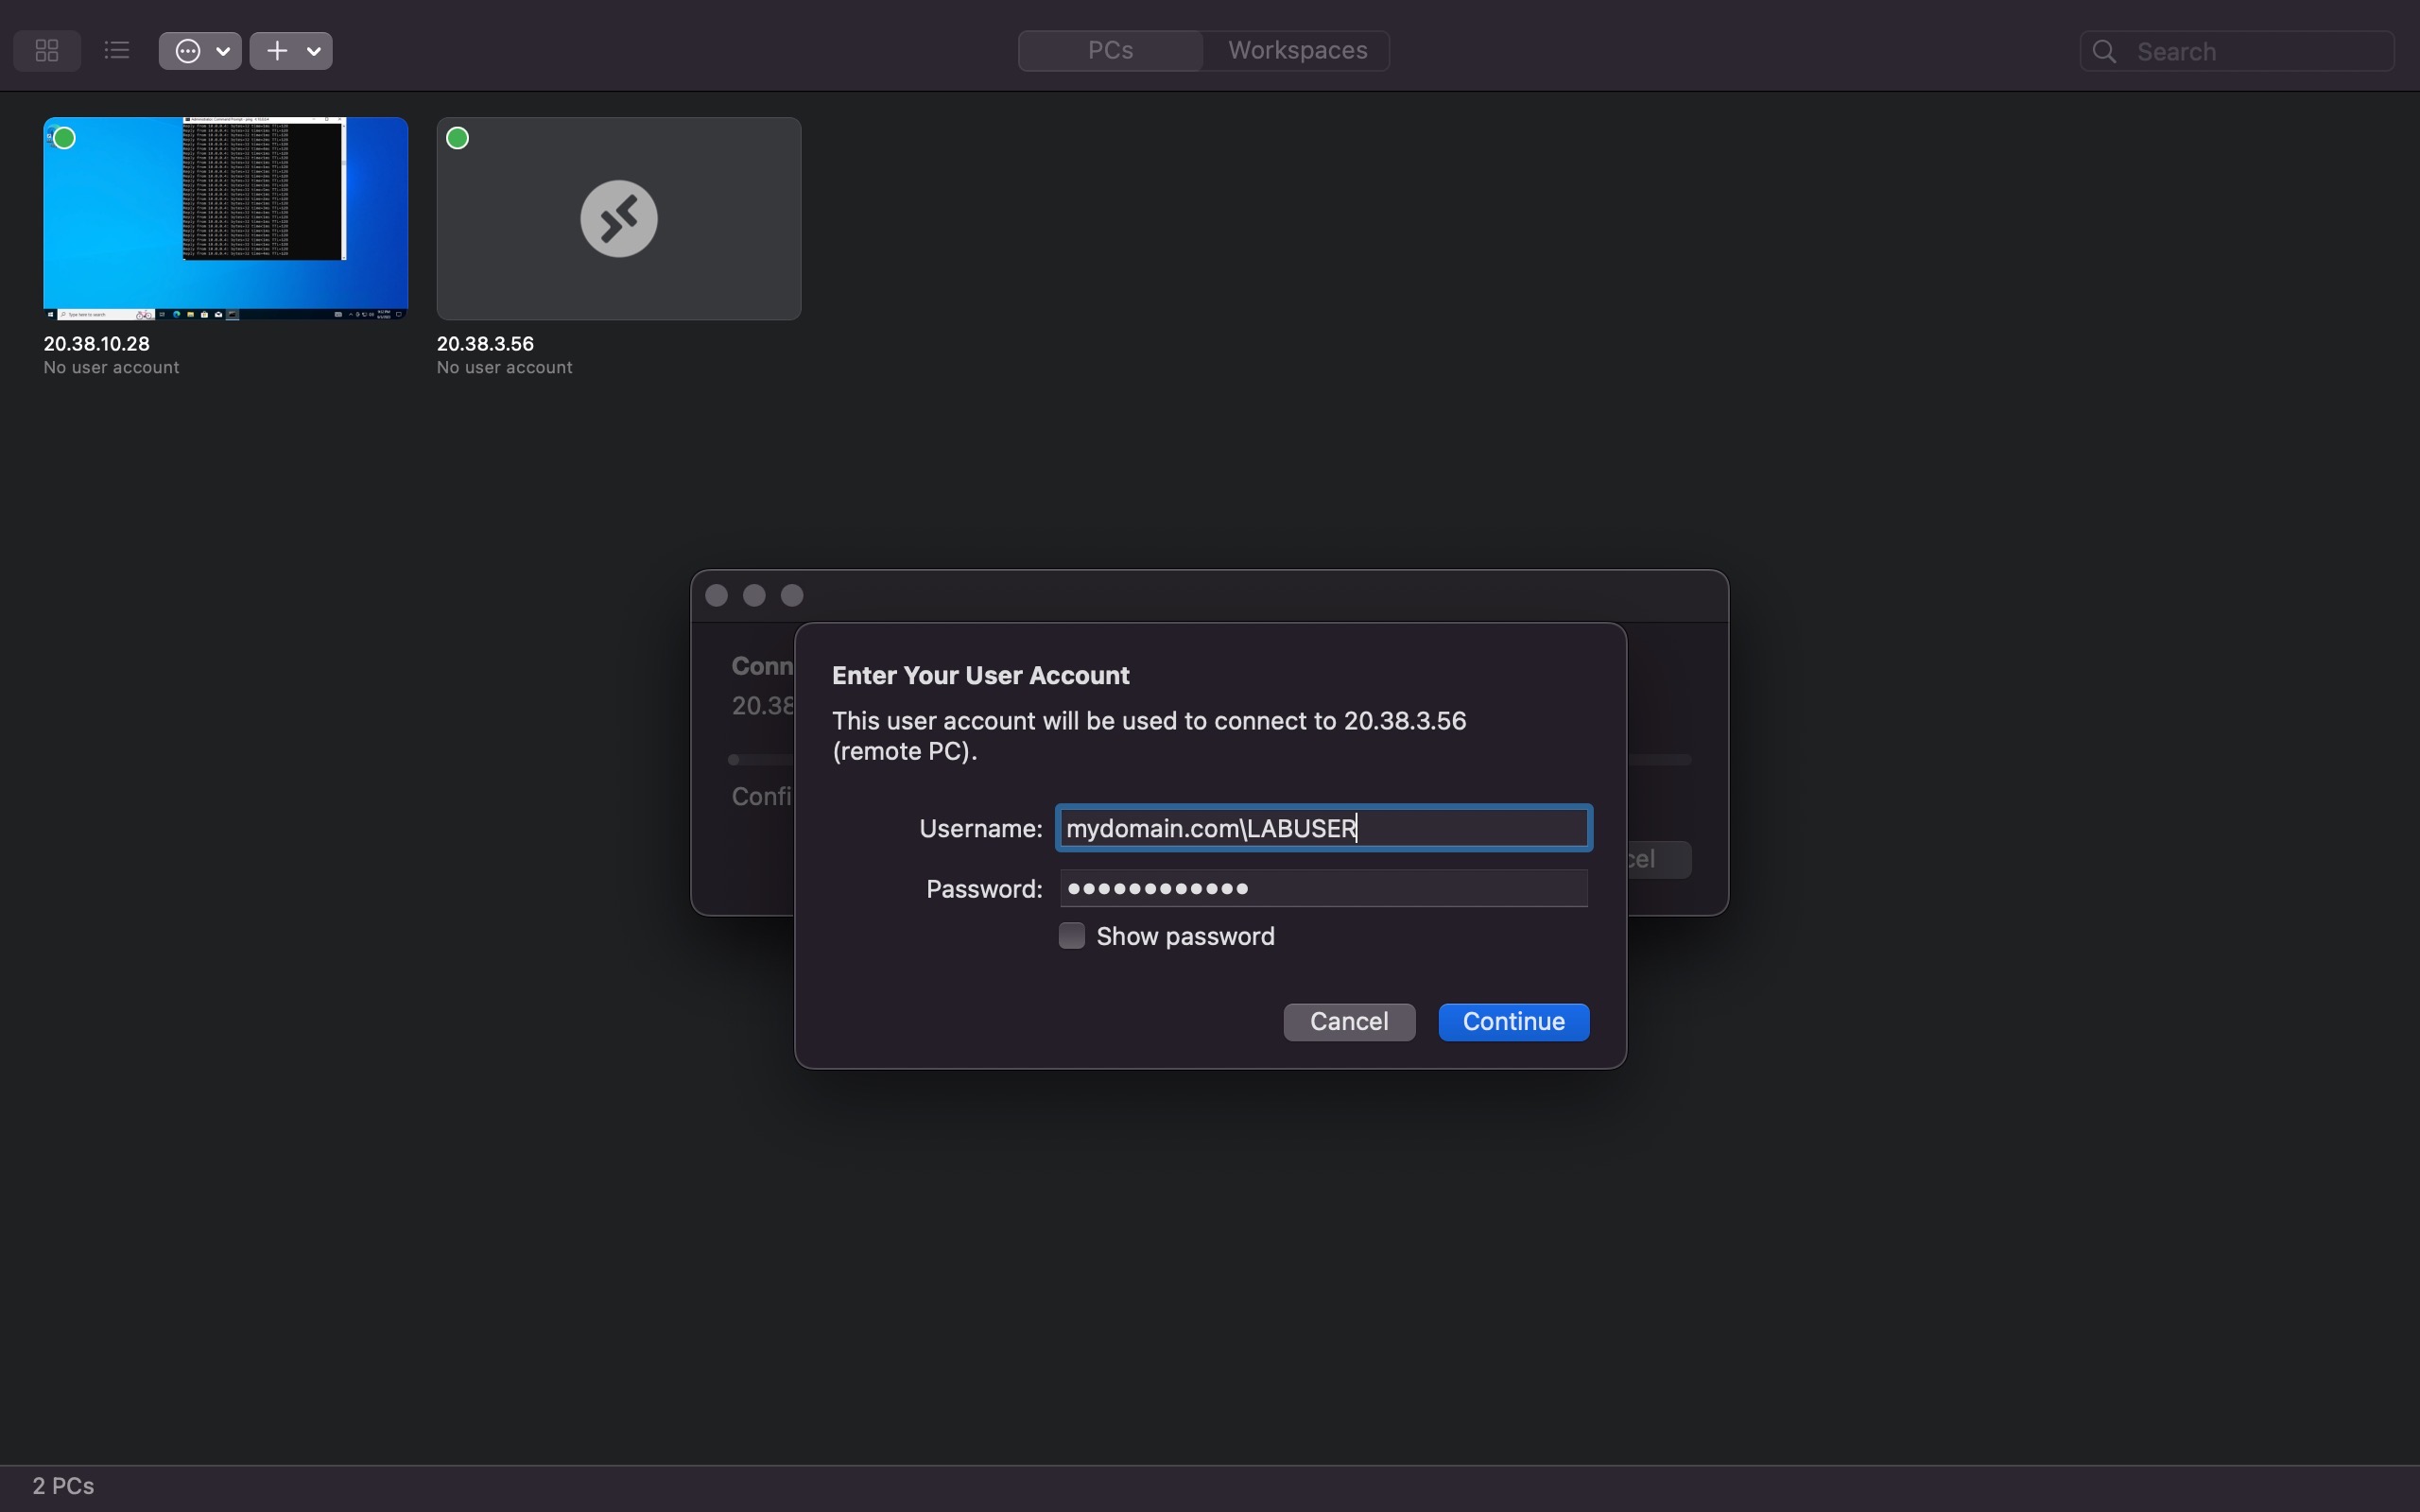 PCs
Workspaces
Search
20.38.10.28
No user account
20.38.3.56
No user account
Conn
20.38
Confi
cel
Enter Your User Account
This user account will be used to connect to 20.38.3.56
(remote PC).
Username:
mydomain.com\LABUSER
Password:
Show password
Cancel
Continue
2 PCs